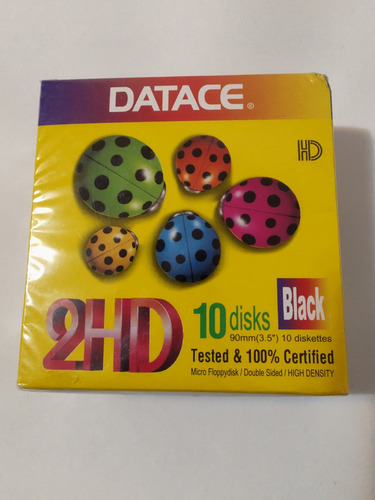 DATACE®
HD
2HD
10 disks
Black
90mm(3.5") 10 diskettes
Tested & 100% Certified
Micro Floppydisk / Double Sided / HIGH DENSITY